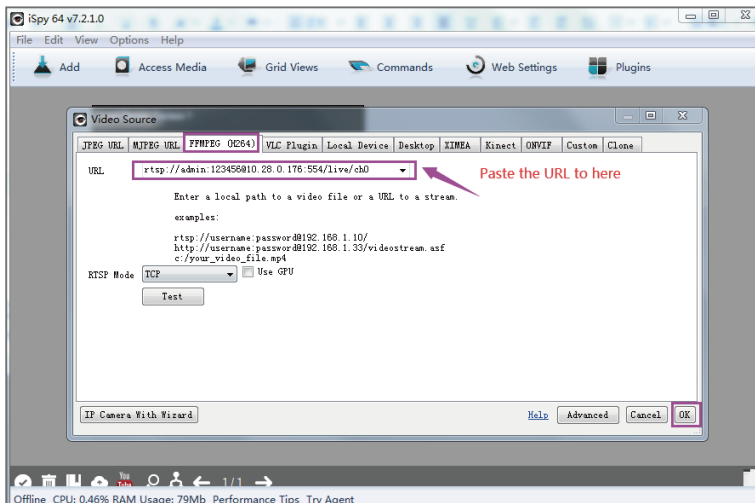 iSpy 64 v7.2.1.0
File Edit View Options Help
Add Access Media Grid Views Commands Web Settings Plugins
Video Source
JPEG URL MJPEG URL FFMPEG (H264) VLC Plugin Local Device Desktop XIMEA Kinect ONVIF Custom Clone
URL rtsp://admin:123456@10.28.0.176:554/live/ch0
Paste the URL to here
Enter a local path to a video file or a URL to a stream.
examples:
rtsp://username:password@192.168.1.10/
http://username:password@192.168.1.33/videostream.asf
c:/your_video_file.mp4
RTSP Mode TCP Use GPU
Test
IP Camera With Wizard Help Advanced Cancel OK
You Tube 1/1
Offline CPU: 0.46% RAM Usage: 79Mb Performance Tips Try Agent